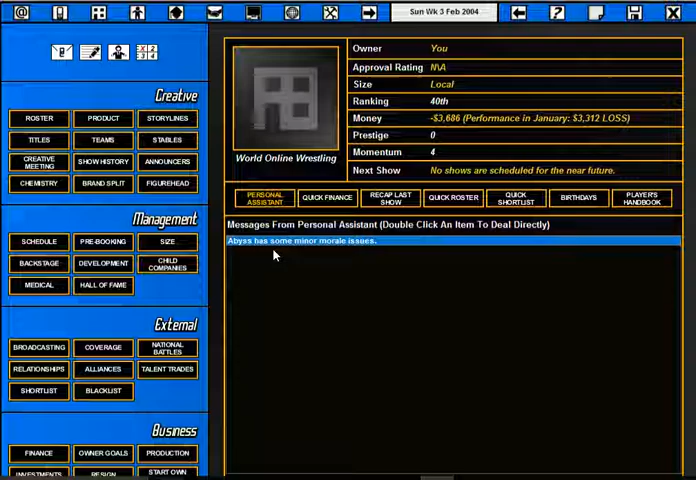 Sun Wk 3 Feb 2004
Creative
ROSTER PRODUCT STORYLINES
TITLES TEAMS STABLES
CREATIVE MEETING SHOW HISTORY ANNOUNCERS
CHEMISTRY BRAND SPLIT FIGUREHEAD
Management
SCHEDULE PRE-BOOKING SIZE
BACKSTAGE DEVELOPMENT CHILD COMPANIES
MEDICAL HALL OF FAME
External
BROADCASTING COVERAGE NATIONAL BATTLES
RELATIONSHIPS ALLIANCES TALENT TRADES
SHORTLIST BLACKLIST
Business
FINANCE OWNER GOALS PRODUCTION
INVESTMENTS RESIGN START OWN
World Online Wrestling
Owner You
Approval Rating N\A
Size Local
Ranking 40th
Money -$3,686 (Performance in January: $3,312 LOSS)
Prestige 0
Momentum 4
Next Show No shows are scheduled for the near future.
PERSONAL ASSISTANT QUICK FINANCE RECAP LAST SHOW QUICK ROSTER QUICK SHORTLIST BIRTHDAYS PLAYER'S HANDBOOK
Messages From Personal Assistant (Double Click An Item To Deal Directly)
Abyss has some minor morale issues.